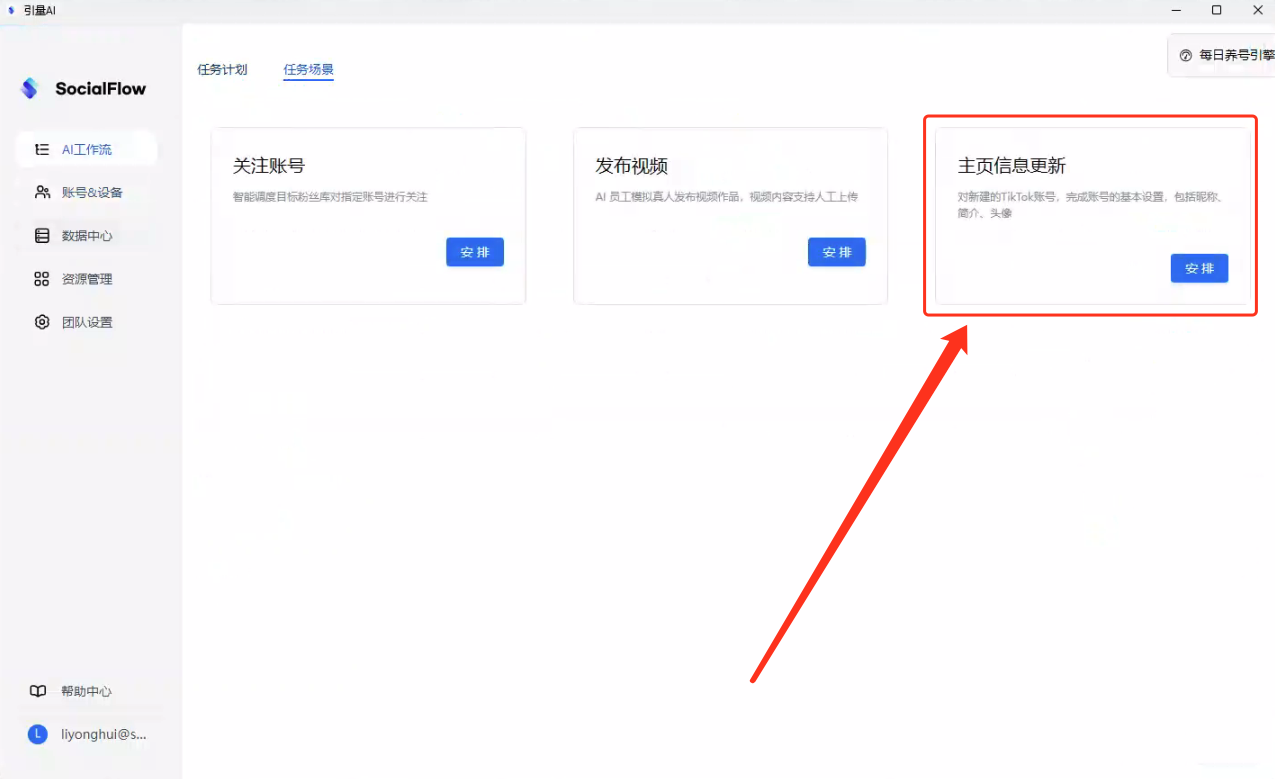 引量AI
SocialFlow
AI工作流
账号&设备
数据中心
资源管理
团队设置
帮助中心
L
liyonghui@s...
任务计划
任务场景
每日养号引擎
关注账号
智能调度目标粉丝库对指定账号进行关注
安排
发布视频
AI 员工模拟真人发布视频作品，视频内容支持人工上传
安排
主页信息更新
对新建的TikTok账号，完成账号的基本设置，包括昵称、
简介、头像
安排